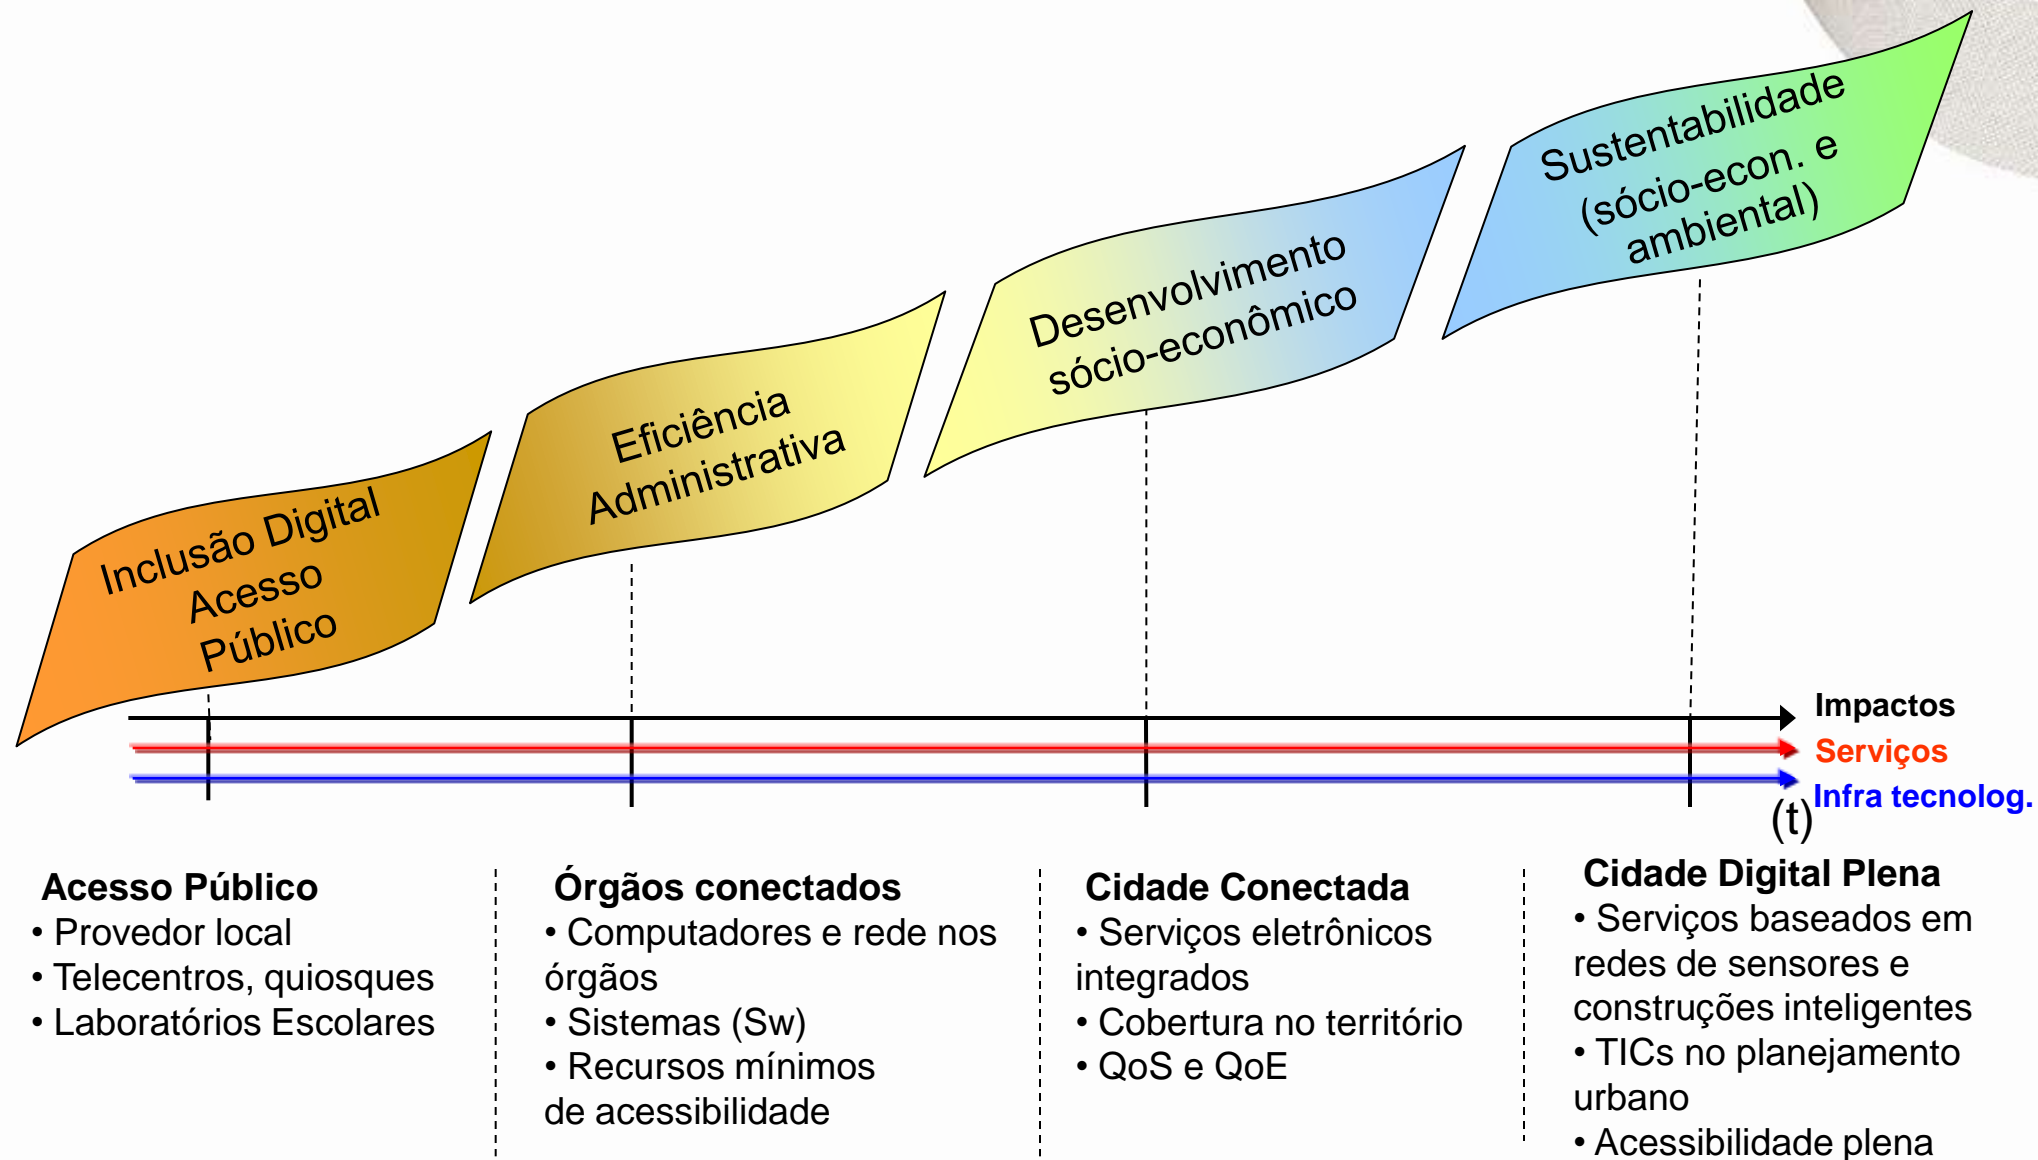 Inclusão Digital
Acesso
Público
Eficiência
Administrativa
Desenvolvimento
sócio-econômico
Sustentabilidade
(sócio-econ. e
ambiental)
Impactos
Serviços
Infra tecnolog.
(t)
Acesso Público
• Provedor local
• Telecentros, quiosques
• Laboratórios Escolares
Órgãos conectados
• Computadores e rede nos
órgãos
• Sistemas (Sw)
• Recursos mínimos
de acessibilidade
Cidade Conectada
• Serviços eletrônicos
integrados
• Cobertura no território
• QoS e QoE
Cidade Digital Plena
• Serviços baseados em
redes de sensores e
construções inteligentes
• TICs no planejamento
urbano
• Acessibilidade plena